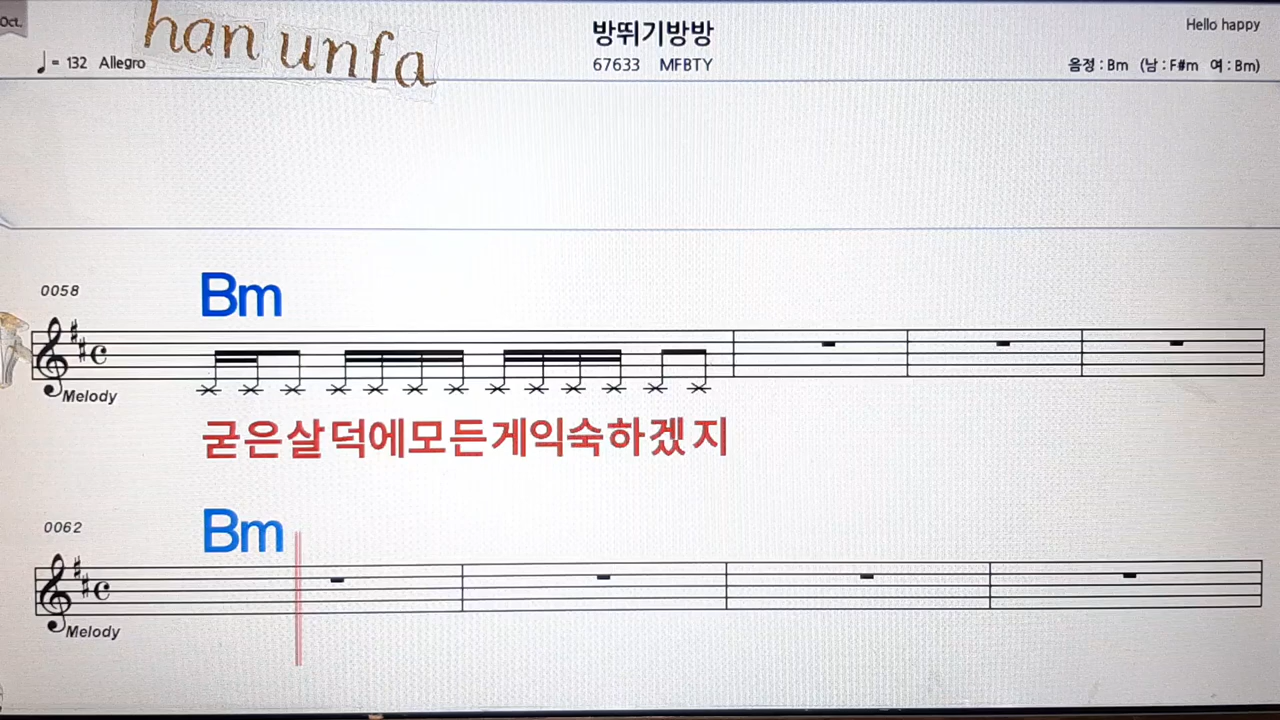 Oct.
han unfa
방뛰기방방
Hello happy
♩= 132 Allegro
67633 MFBTY
음정 : Bm (남 : F#m 여 : Bm)
0058
Bm
Melody
굳은살덕에모든게익숙하겠지
0062
Bm
Melody